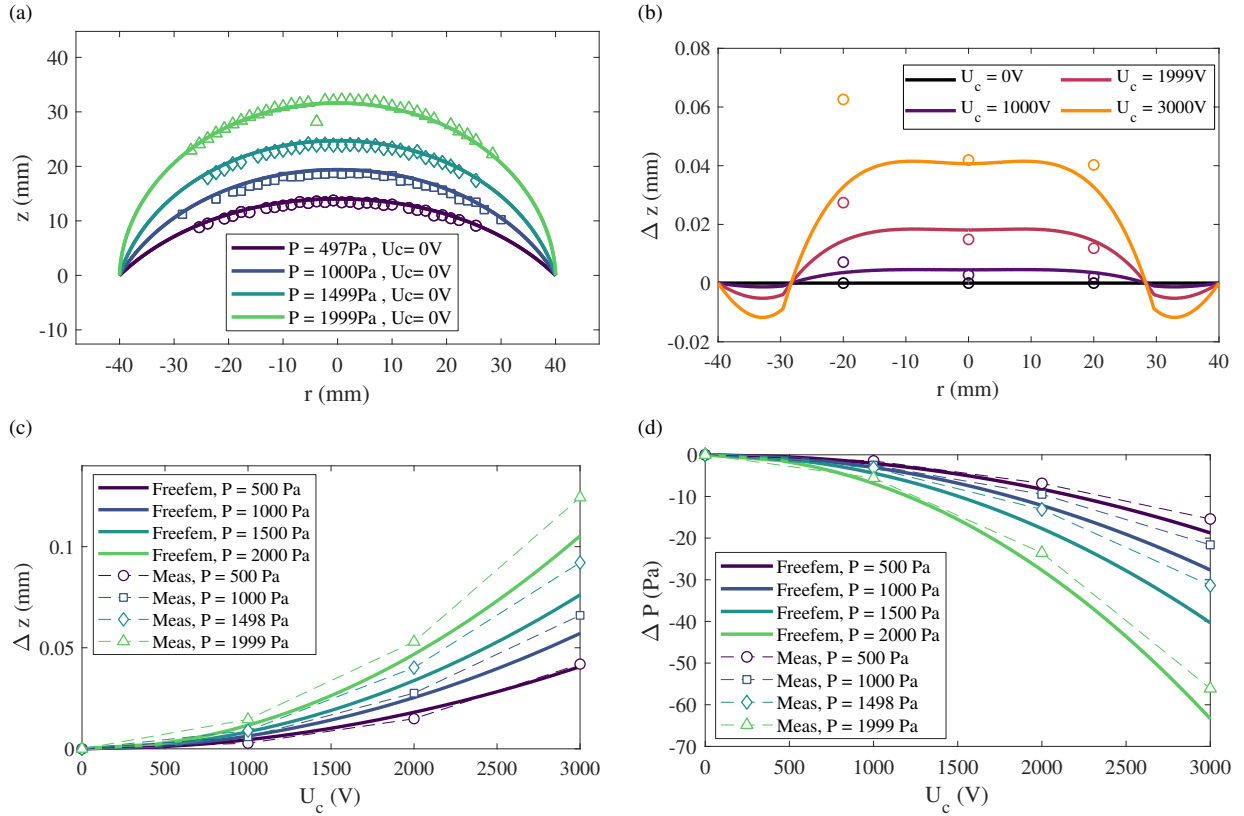 (a)
40
30
20
10
0
-10
z (mm)
-40 -30 -20 -10 0 10 20 30 40
r (mm)
P = 497Pa , Uc= 0V
P = 1000Pa , Uc= 0V
P = 1499Pa , Uc= 0V
P = 1999Pa , Uc= 0V
(b)
0.08
0.06
0.04
0.02
0
-0.02
Δ z (mm)
-40 -30 -20 -10 0 10 20 30 40
r (mm)
U_c = 0V
U_c = 1000V
U_c = 1999V
U_c = 3000V
(c)
0.1
0.05
0
Δ z (mm)
0 500 1000 1500 2000 2500 3000
U_c (V)
Freefem, P = 500 Pa
Freefem, P = 1000 Pa
Freefem, P = 1500 Pa
Freefem, P = 2000 Pa
Meas, P = 500 Pa
Meas, P = 1000 Pa
Meas, P = 1498 Pa
Meas, P = 1999 Pa
(d)
0
-10
-20
-30
-40
-50
-60
-70
Δ P (Pa)
0 500 1000 1500 2000 2500 3000
U_c (V)
Freefem, P = 500 Pa
Freefem, P = 1000 Pa
Freefem, P = 1500 Pa
Freefem, P = 2000 Pa
Meas, P = 500 Pa
Meas, P = 1000 Pa
Meas, P = 1498 Pa
Meas, P = 1999 Pa